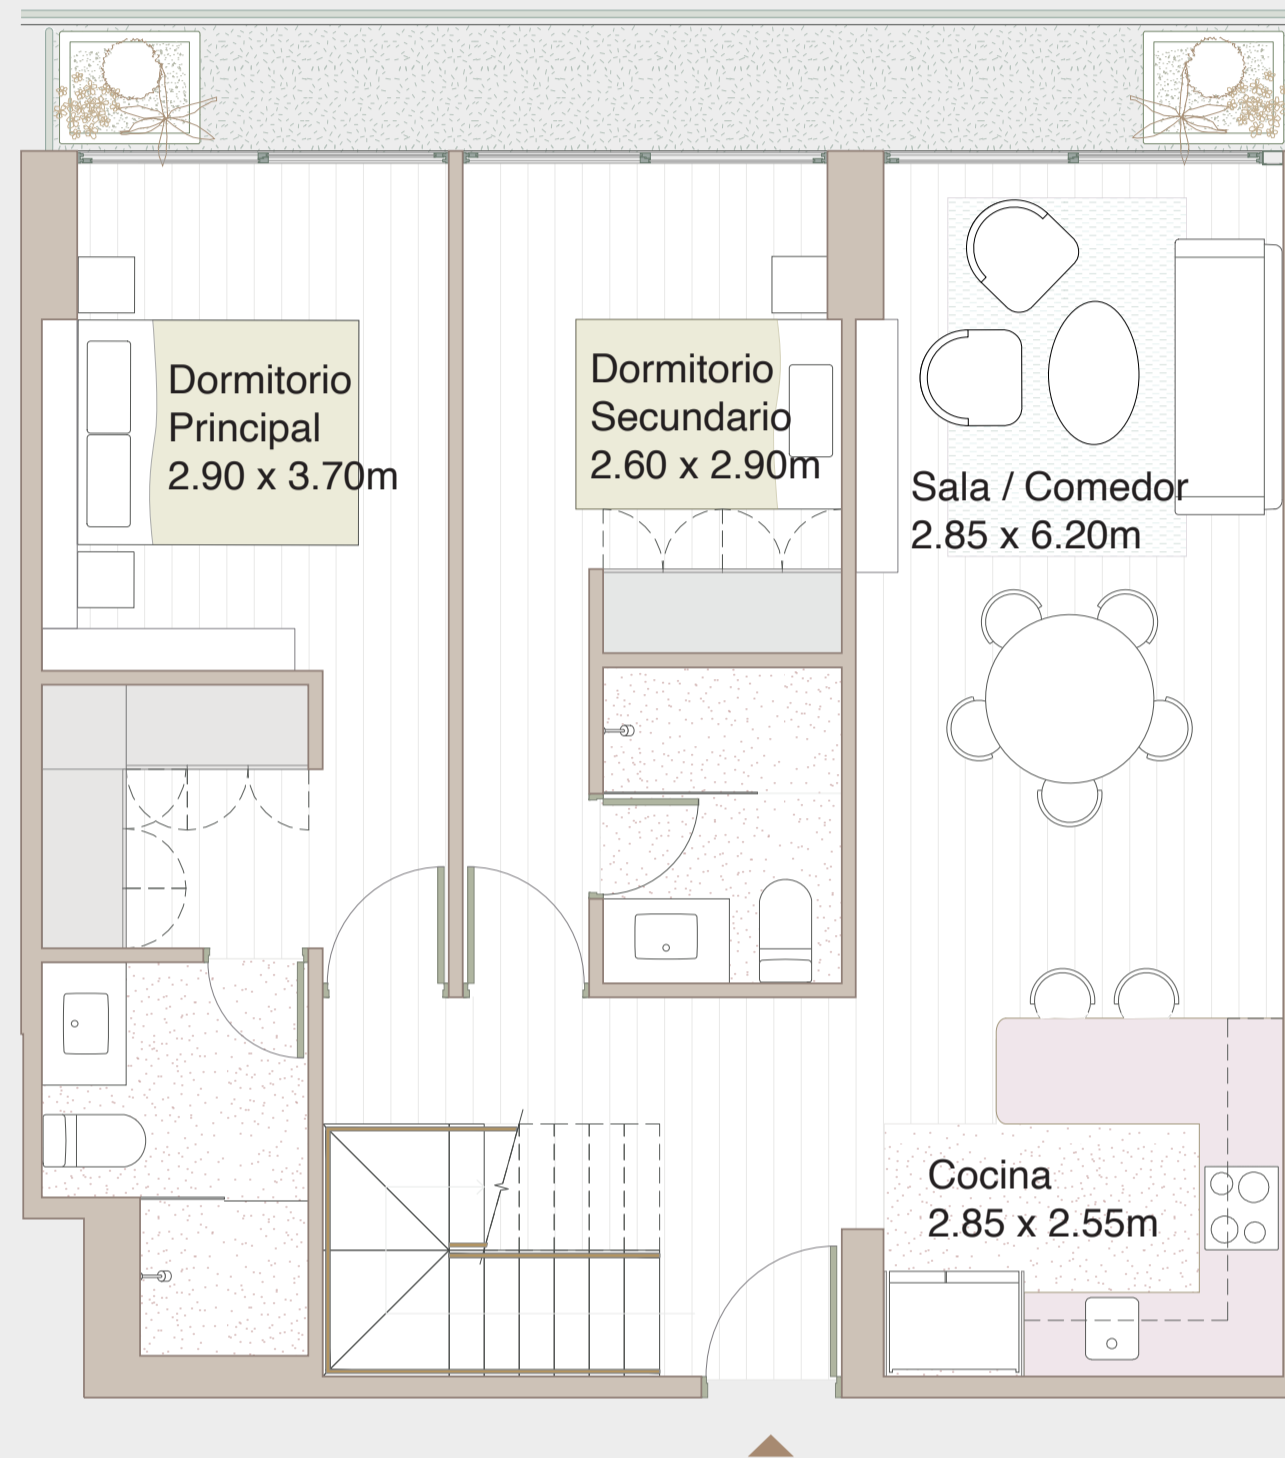 Dormitorio
Principal
2.90 x 3.70m
Dormitorio
Secundario
2.60 x 2.90m
Sala / Comedor
2.85 x 6.20m
Cocina
2.85 x 2.55m